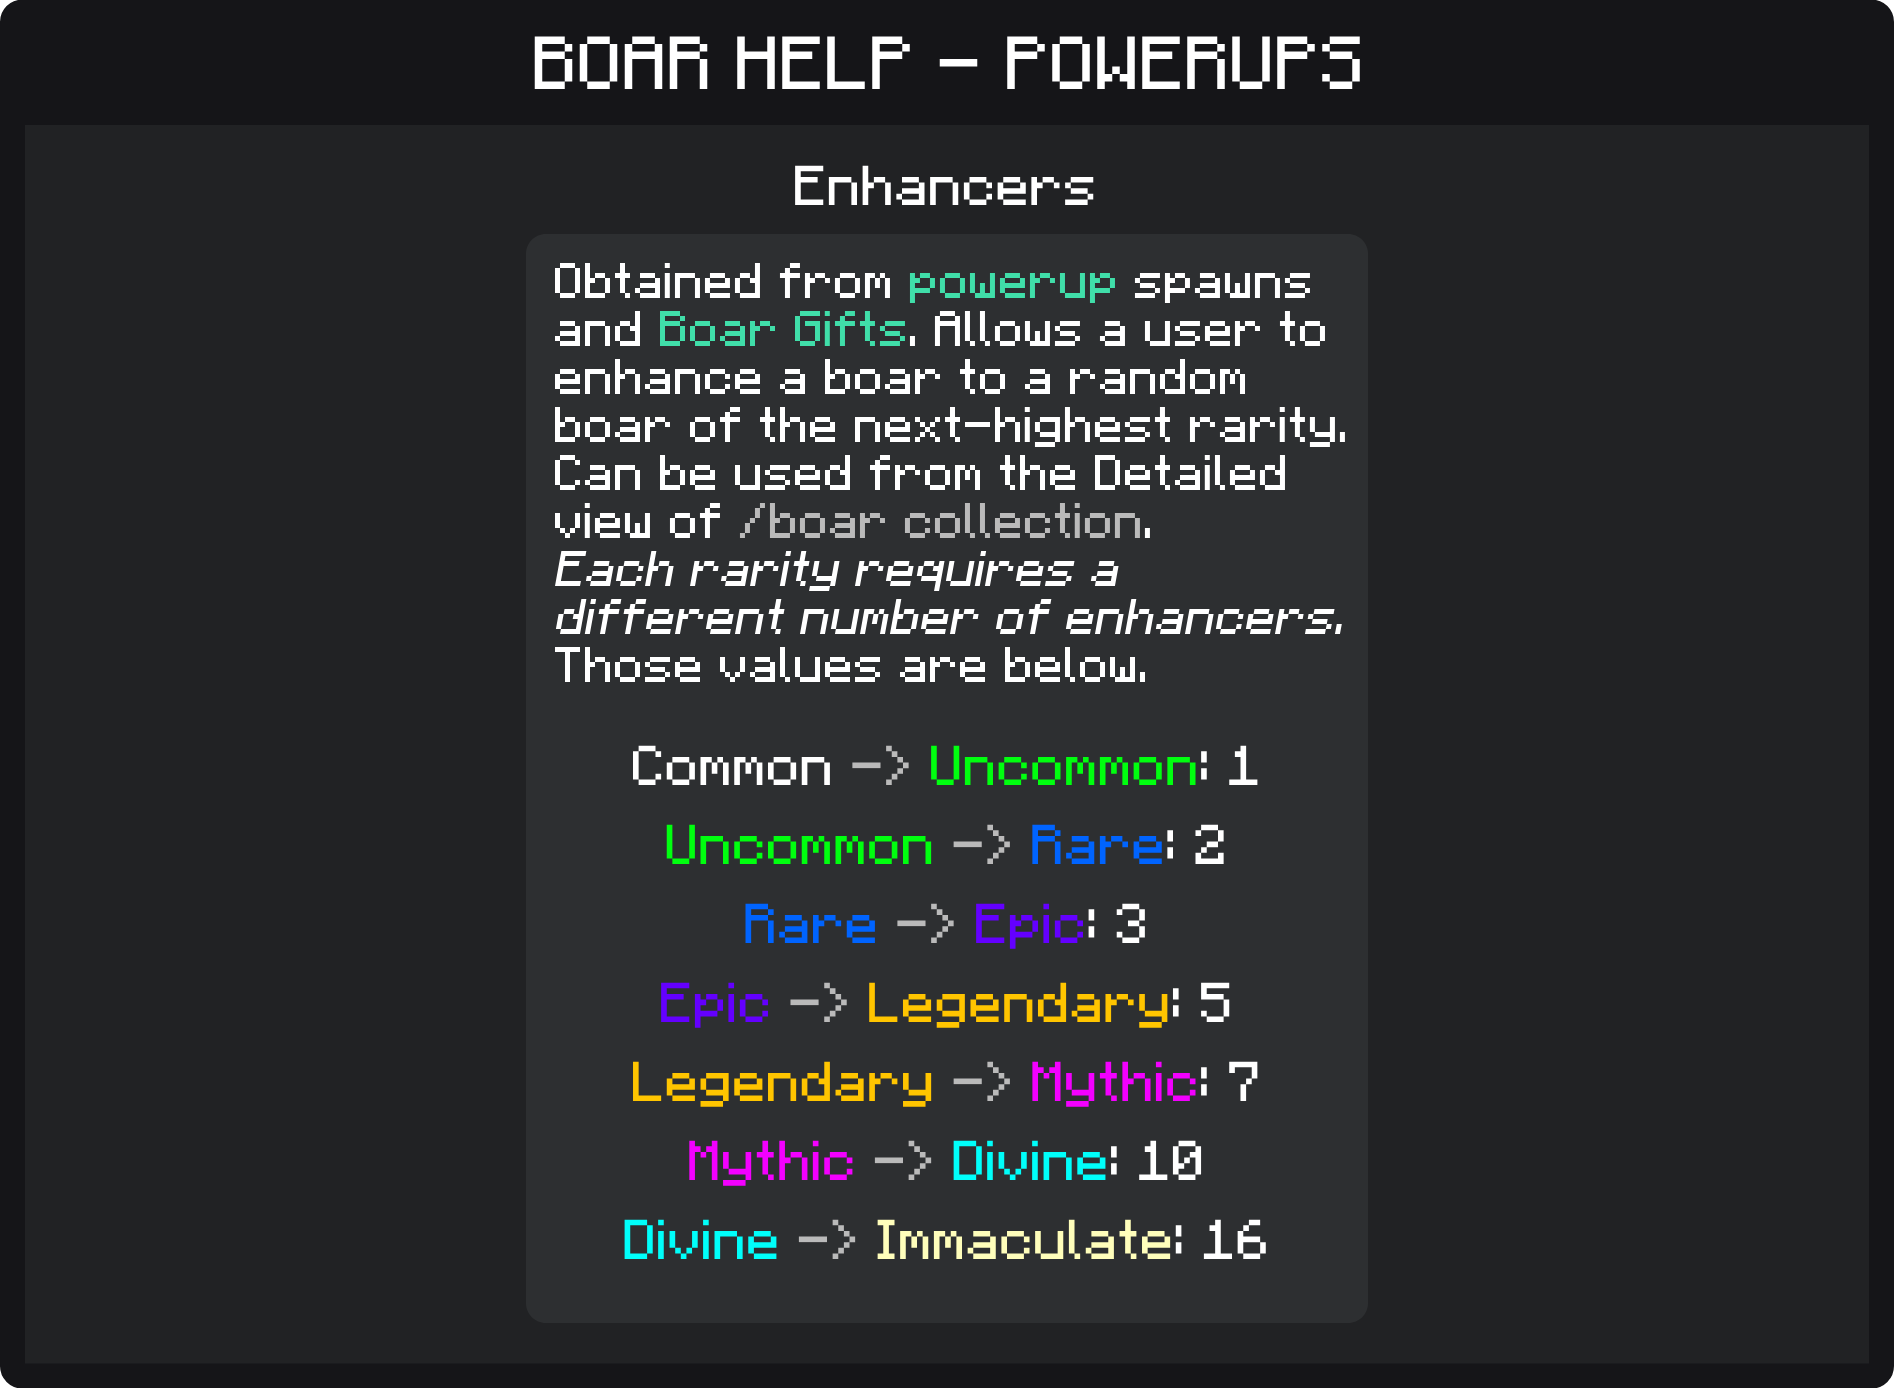 BOAR HELP - POWERUPS
Enhancers
Obtained from powerup spawns
and Boar Gifts. Allows a user to
enhance a boar to a random
boar of the next-highest rarity.
Can be used from the Detailed
view of /boar collection.
Each rarity requires a
different number of enhancers.
Those values are below.
Common -> Uncommon: 1
Uncommon -> Rare: 2
Rare -> Epic: 3
Epic -> Legendary: 5
Legendary -> Mythic: 7
Mythic -> Divine: 10
Divine -> Immaculate: 16